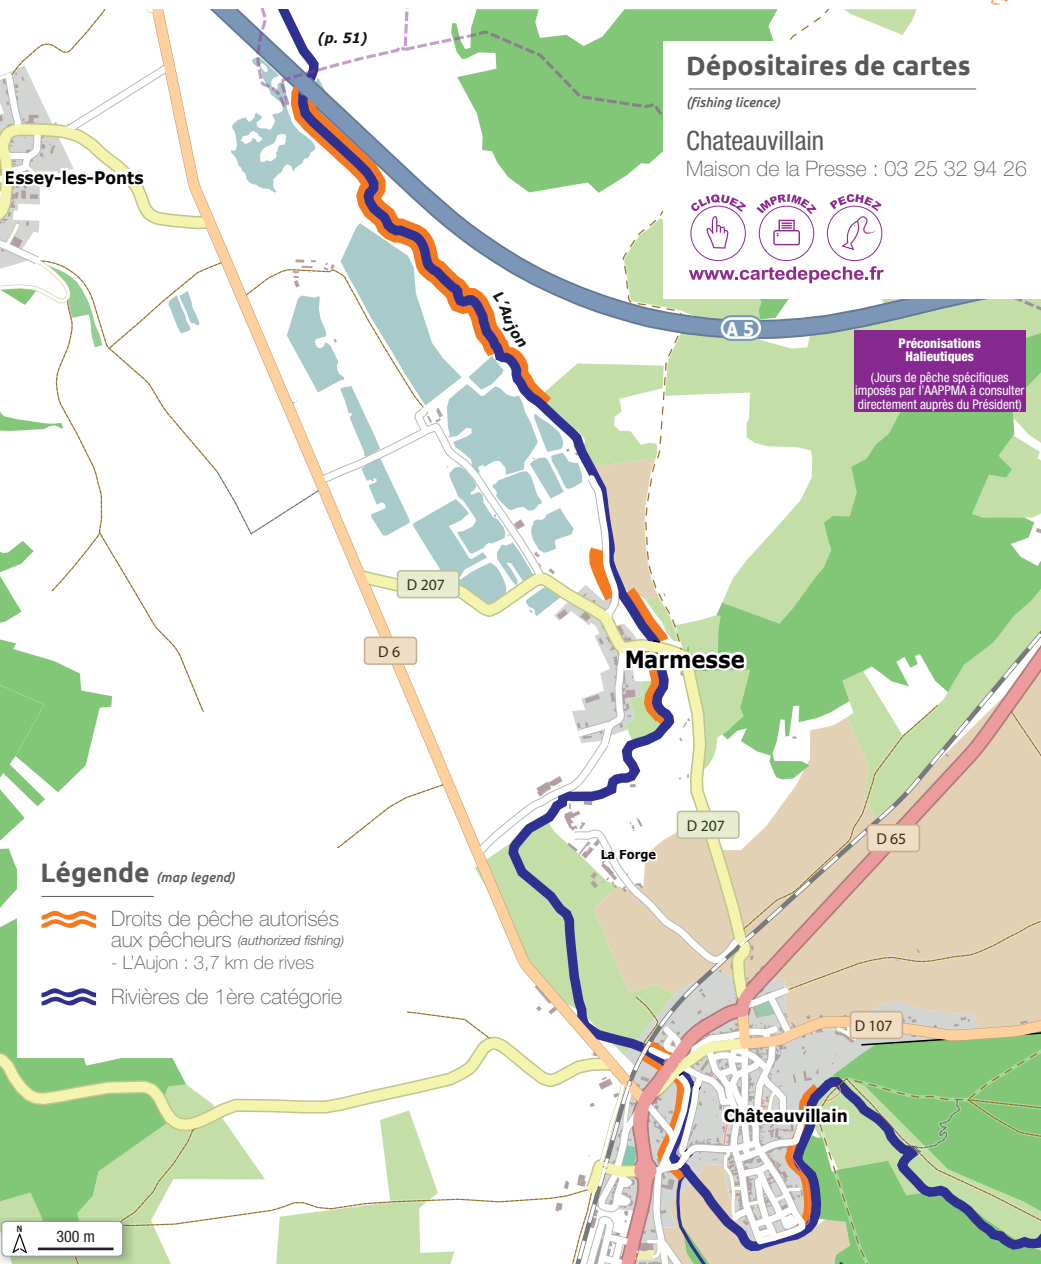 (p. 51)
Dépositaires de cartes
(fishing licence)
Chateauvillain
Maison de la Presse : 03 25 32 94 26
CLIQUEZ IMPRIMEZ PECHEZ
www.cartedepeche.fr
Essey-les-Ponts
L'Aujon
A 5
Préconisations
Halieutiques
(Jours de pêche spécifiques
imposés par l'AAPPMA à consulter
directement auprès du Président)
D 207
D 6
Marmesse
D 207
D 65
La Forge
Légende (map legend)
Droits de pêche autorisés
aux pêcheurs (authorized fishing)
- L'Aujon : 3,7 km de rives
Rivières de 1ère catégorie
D 107
Châteauvillain
N
300 m